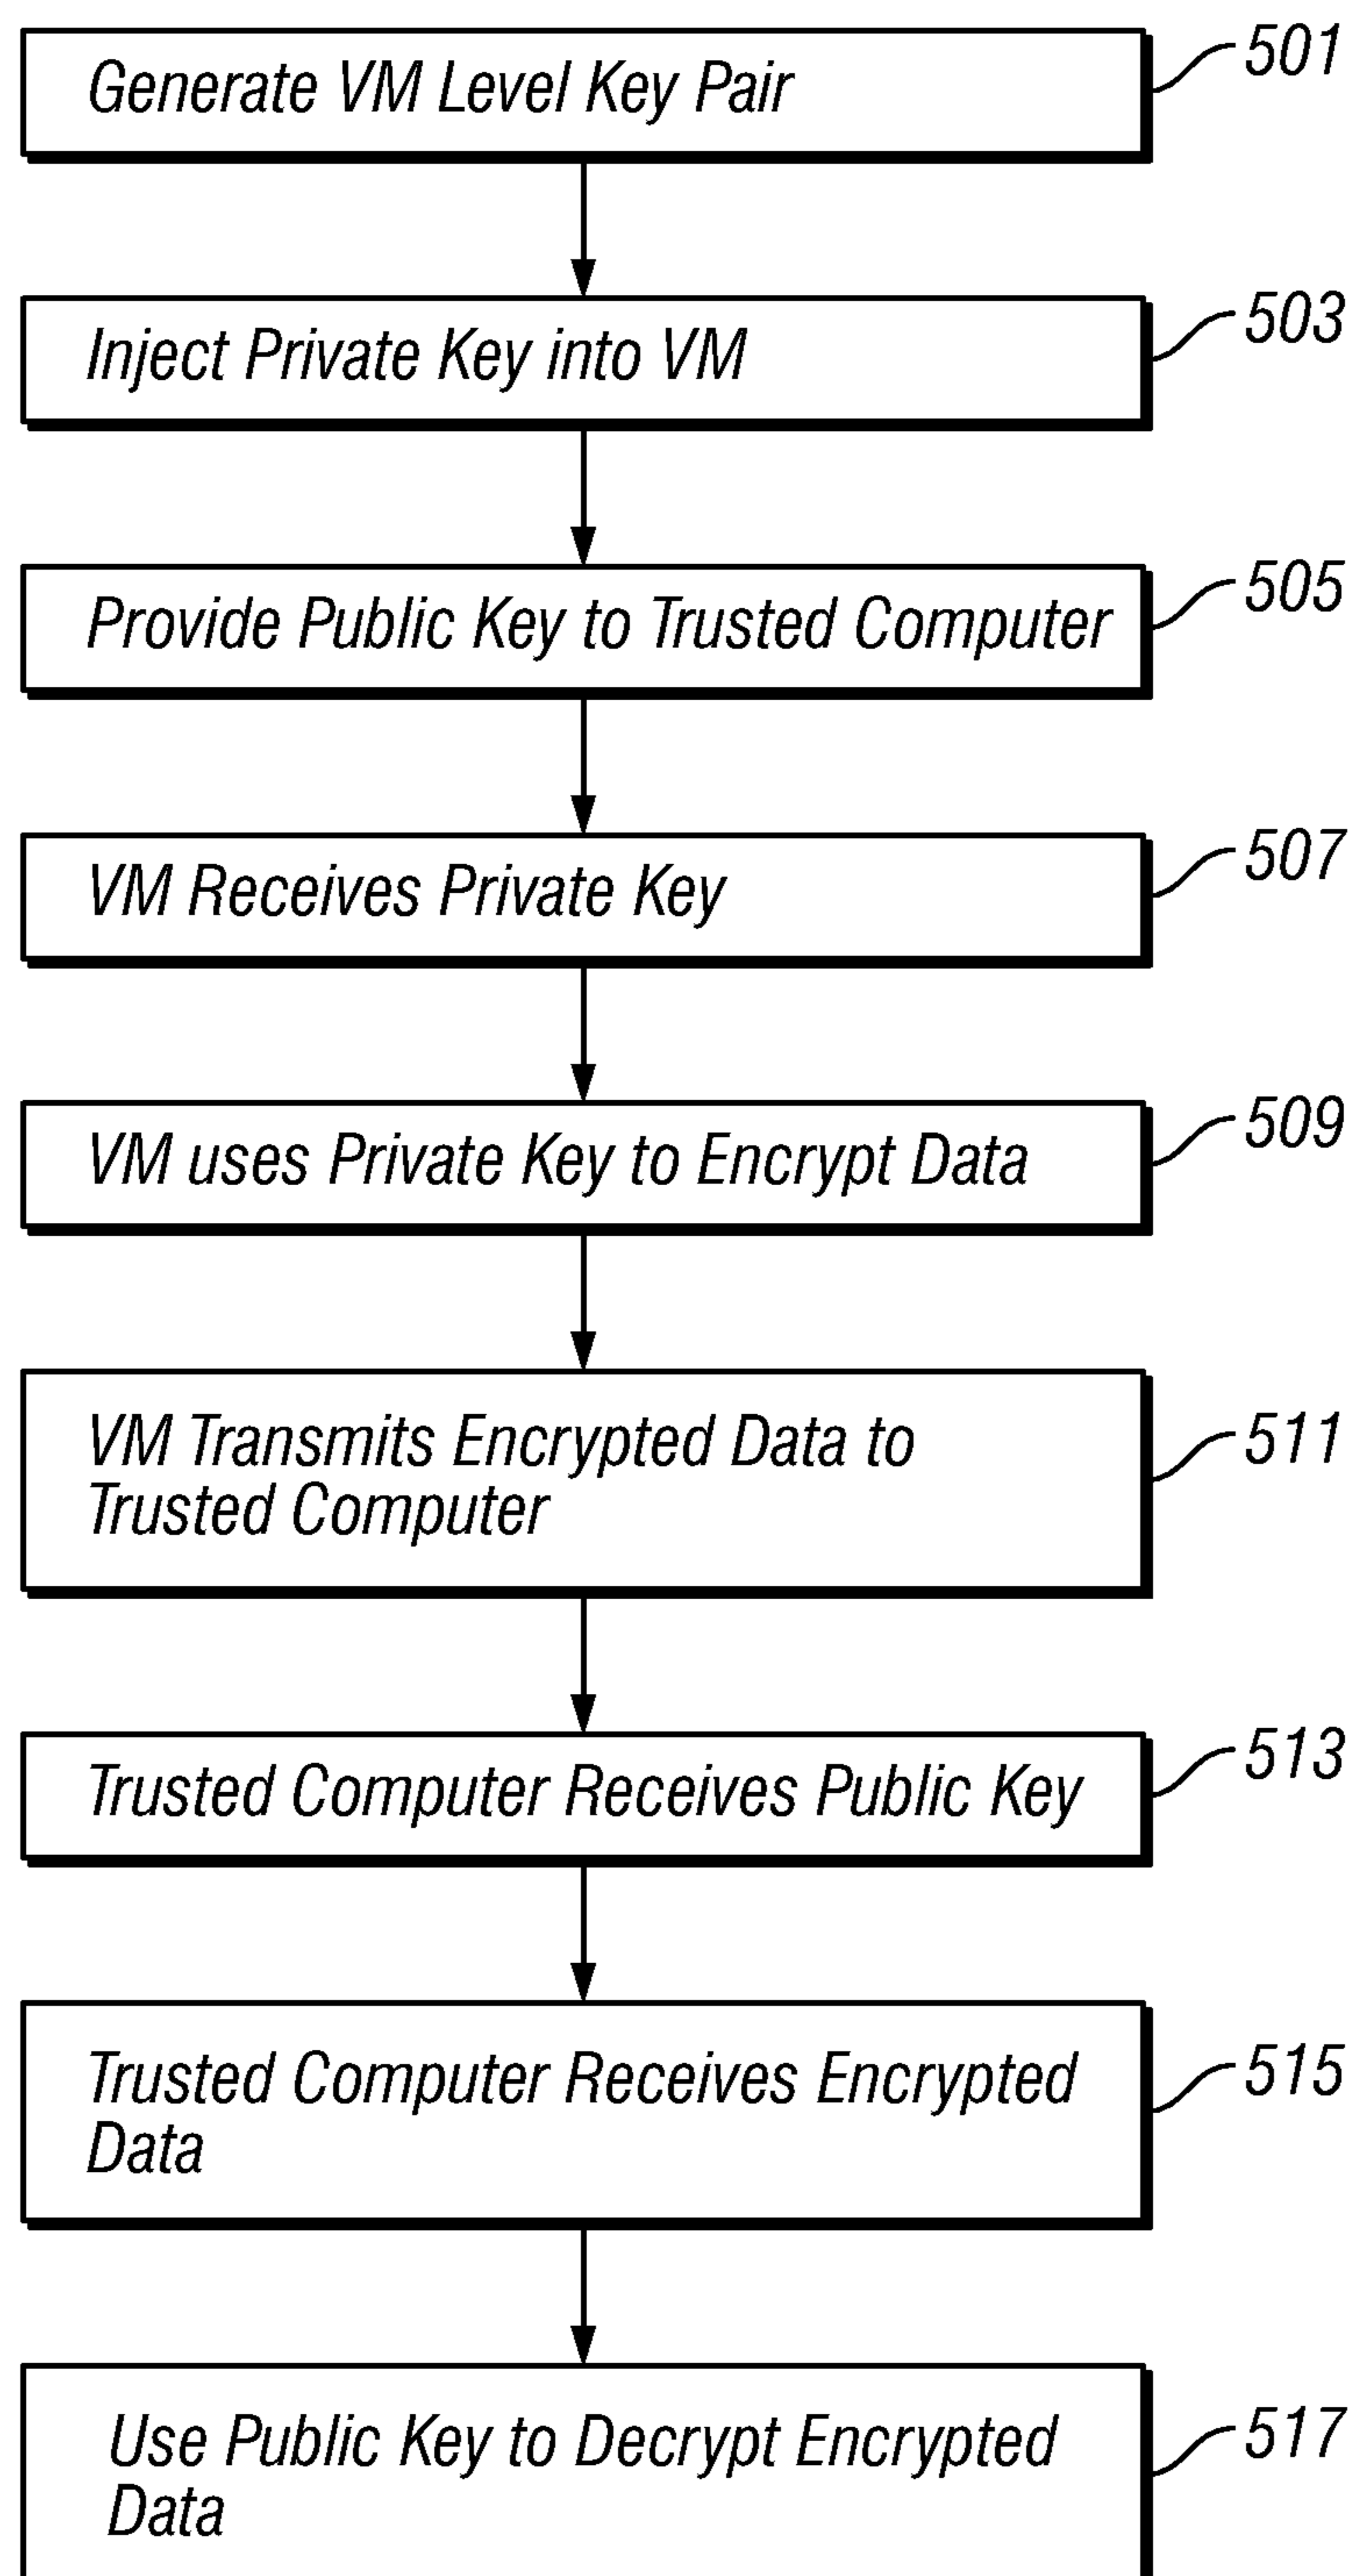 Generate VM Level Key Pair
501
Inject Private Key into VM
503
Provide Public Key to Trusted Computer
505
VM Receives Private Key
507
VM uses Private Key to Encrypt Data
509
VM Transmits Encrypted Data to
Trusted Computer
511
Trusted Computer Receives Public Key
513
Trusted Computer Receives Encrypted
Data
515
Use Public Key to Decrypt Encrypted
Data
517